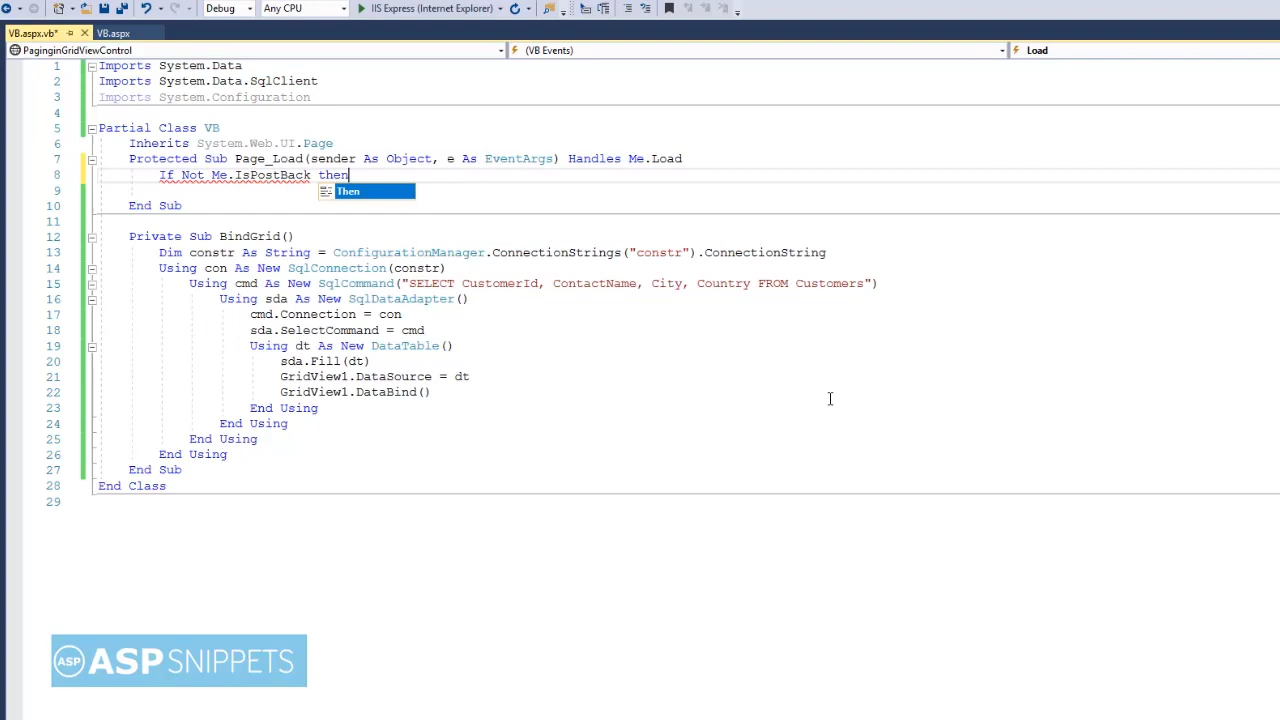 Debug Any CPU IIS Express (Internet Explorer)
VB.aspx.vb* VB.aspx
PaginginGridViewControl (VB Events) Load
1 Imports System.Data
2 Imports System.Data.SqlClient
3 Imports System.Configuration
4
5 Partial Class VB
6 Inherits System.Web.UI.Page
7 Protected Sub Page_Load(sender As Object, e As EventArgs) Handles Me.Load
8 If Not Me.IsPostBack then
9 Then
10 End Sub
11
12 Private Sub BindGrid()
13 Dim constr As String = ConfigurationManager.ConnectionStrings("constr").ConnectionString
14 Using con As New SqlConnection(constr)
15 Using cmd As New SqlCommand("SELECT CustomerId, ContactName, City, Country FROM Customers")
16 Using sda As New SqlDataAdapter()
17 cmd.Connection = con
18 sda.SelectCommand = cmd
19 Using dt As New DataTable()
20 sda.Fill(dt)
21 GridView1.DataSource = dt
22 GridView1.DataBind()
23 End Using
24 End Using
25 End Using
26 End Using
27 End Sub
28 End Class
29
ASP ASPSNIPPETS